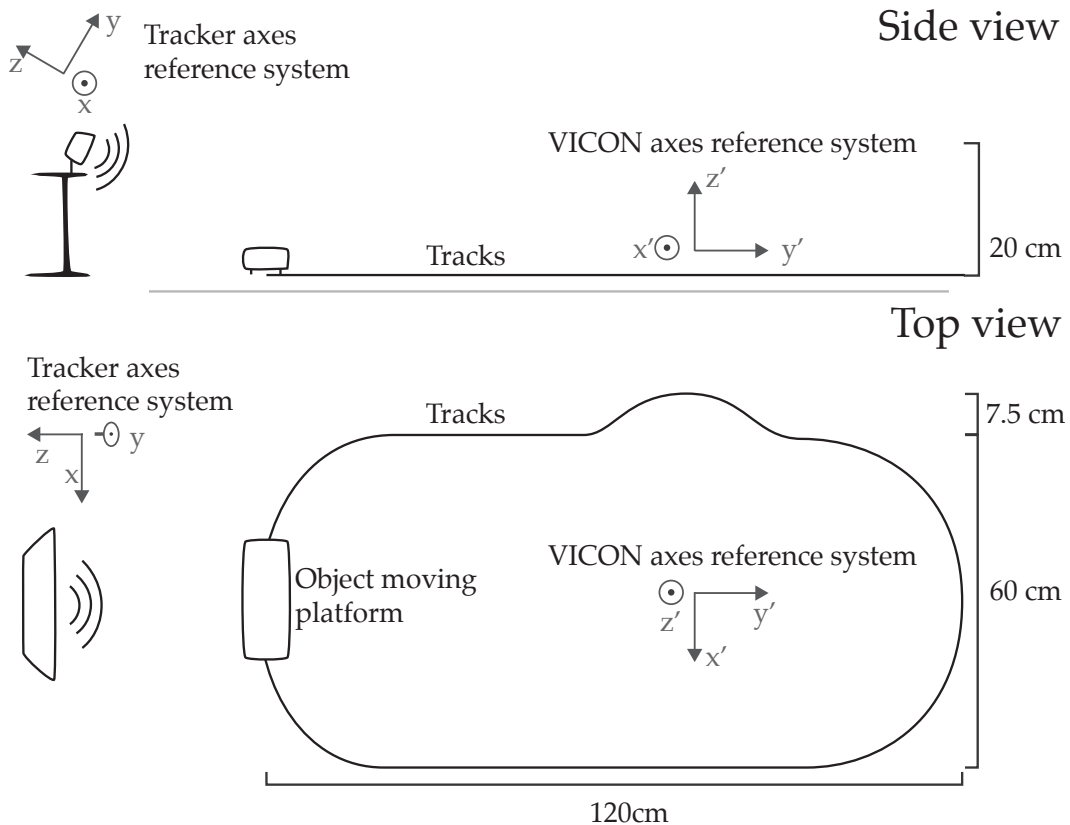 Side view
y
Tracker axes
z
reference system
x
VICON axes reference system
z′
x′
y′
Tracks
20 cm
Top view
Tracker axes
reference system
Tracks
7.5 cm
y
z
x
VICON axes reference system
Object moving
platform
z′
y′
x′
60 cm
120cm